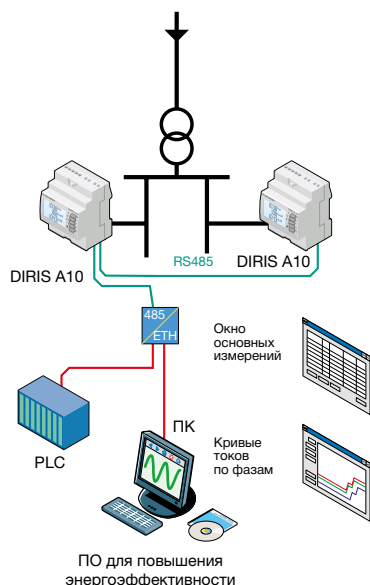 RS485
DIRIS A10
DIRIS A10
485
ETH
Окно
основных
измерений
ПК
PLC
Кривые
токов
по фазам
ПО для повышения
энергоэффективности